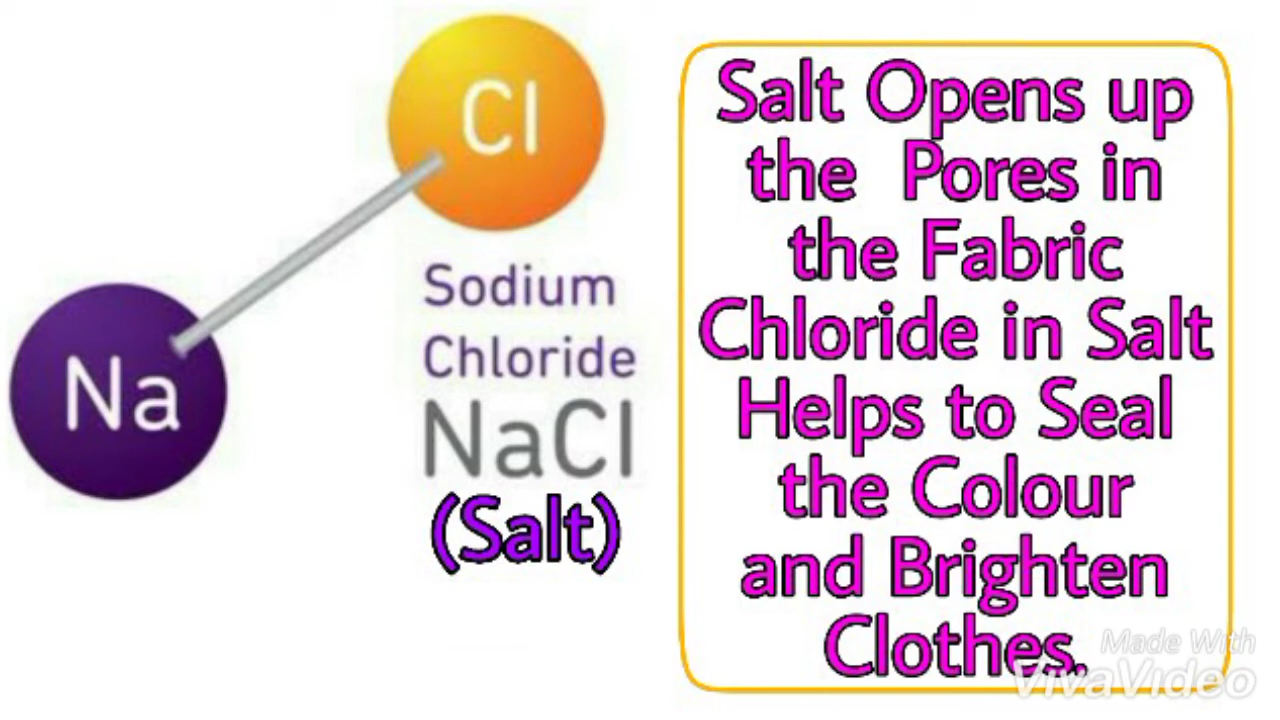 Cl
Na
Sodium
Chloride
NaCl
(Salt)
Salt Opens up
the Pores in
the Fabric
Chloride in Salt
Helps to Seal
the Colour
and Brighten
Clothes.
Made With
VivaVideo